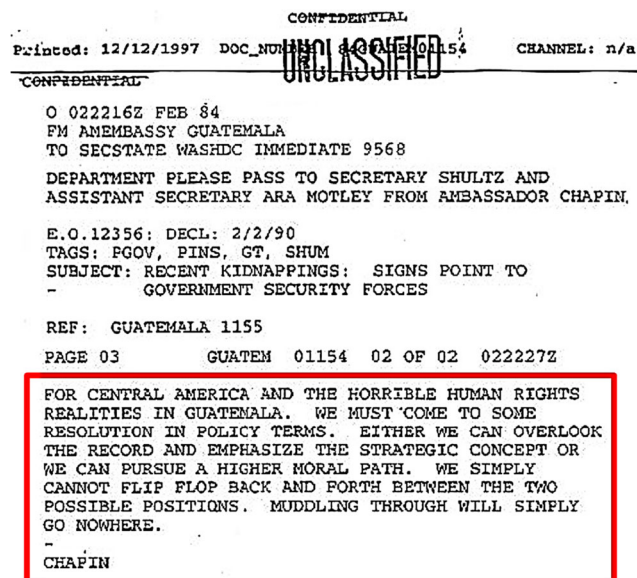 CONFIDENTIAL
Printed: 12/12/1997 DOC_NUMBER 84GUATEM01154 CHANNEL: n/a
UNCLASSIFIED
CONFIDENTIAL
O 022216Z FEB 84
FM AMEMBASSY GUATEMALA
TO SECSTATE WASHDC IMMEDIATE 9568
DEPARTMENT PLEASE PASS TO SECRETARY SHULTZ AND
ASSISTANT SECRETARY ARA MOTLEY FROM AMBASSADOR CHAPIN.
E.O.12356: DECL: 2/2/90
TAGS: PGOV, PINS, GT, SHUM
SUBJECT: RECENT KIDNAPPINGS: SIGNS POINT TO
- GOVERNMENT SECURITY FORCES
REF: GUATEMALA 1155
PAGE 03 GUATEM 01154 02 OF 02 022227Z
FOR CENTRAL AMERICA AND THE HORRIBLE HUMAN RIGHTS
REALITIES IN GUATEMALA. WE MUST COME TO SOME
RESOLUTION IN POLICY TERMS. EITHER WE CAN OVERLOOK
THE RECORD AND EMPHASIZE THE STRATEGIC CONCEPT OR
WE CAN PURSUE A HIGHER MORAL PATH. WE SIMPLY
CANNOT FLIP FLOP BACK AND FORTH BETWEEN THE TWO
POSSIBLE POSITIONS. MUDDLING THROUGH WILL SIMPLY
GO NOWHERE.
-
CHAPIN